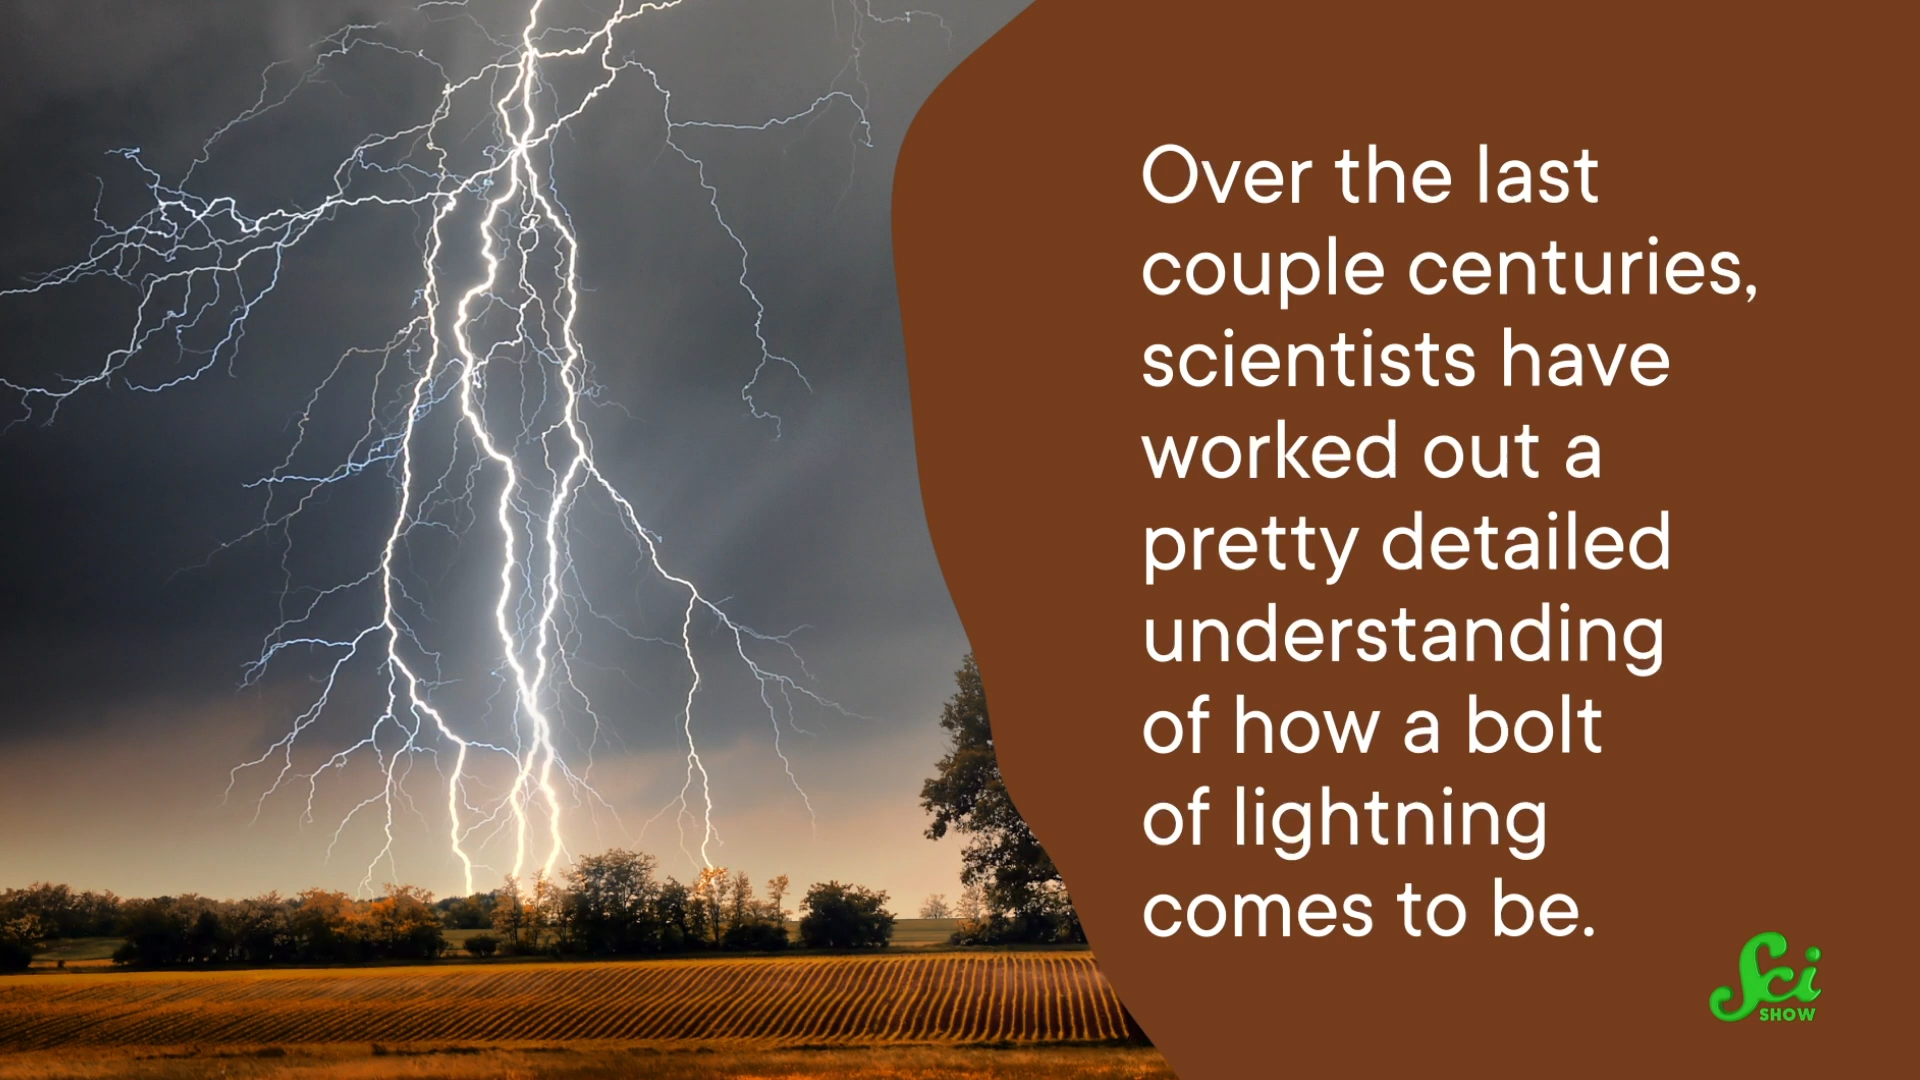 Over the last
couple centuries,
scientists have
worked out a
pretty detailed
understanding
of how a bolt
of lightning
comes to be.
Sci
SHOW